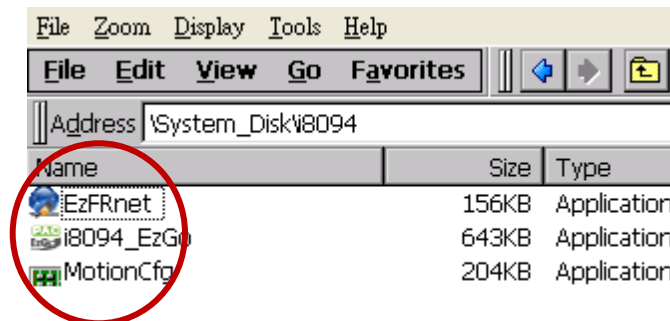 File Zoom Display Tools Help
File Edit View Go Favorites
Address \System_Disk\i8094
Name Size Type
EzFRnet 156KB Application
i8094_EzGo 643KB Application
MotionCfg 204KB Application